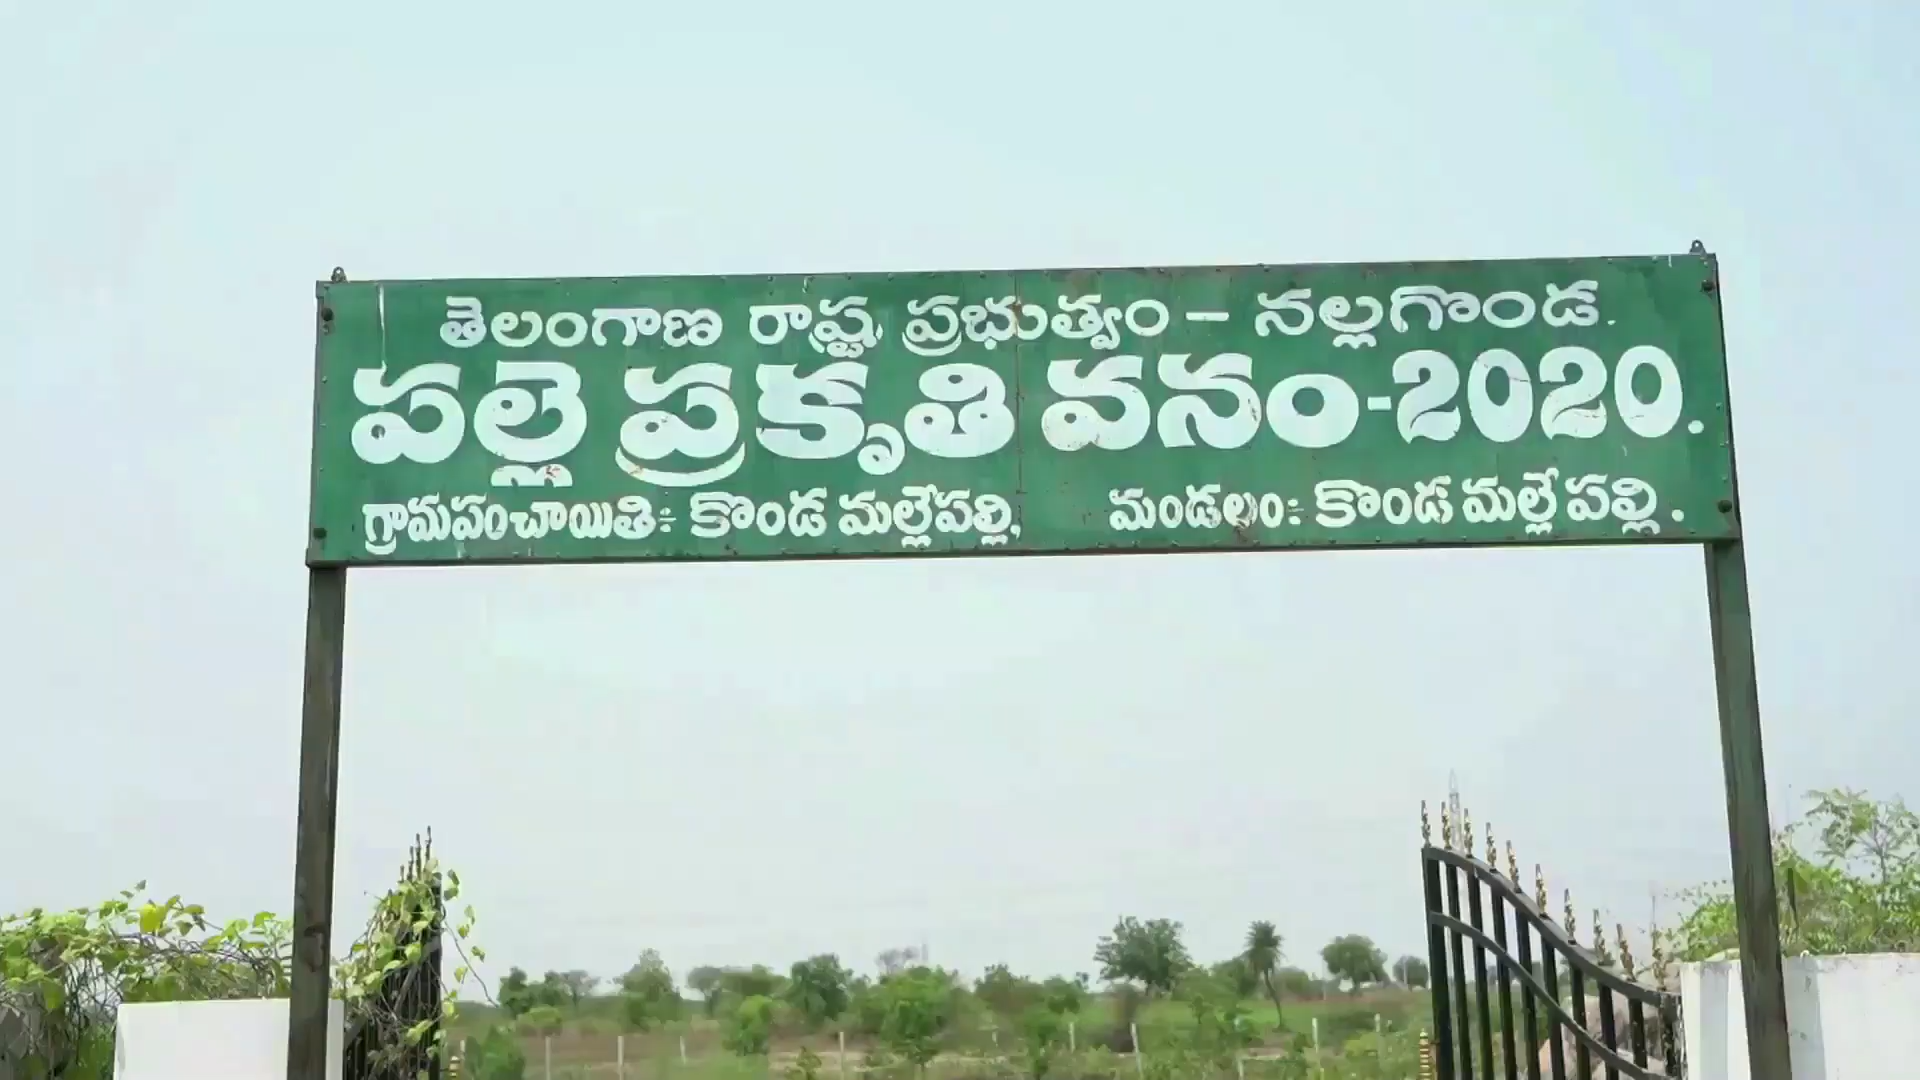 తెలంగాణ రాష్ట్ర ప్రభుత్వం - నల్లగొండ.
పల్లె ప్రకృతి వనం-2020.
గ్రామపంచాయితి÷ కొండ మల్లేపల్లి, మండలం÷ కొండ మల్లేపల్లి.